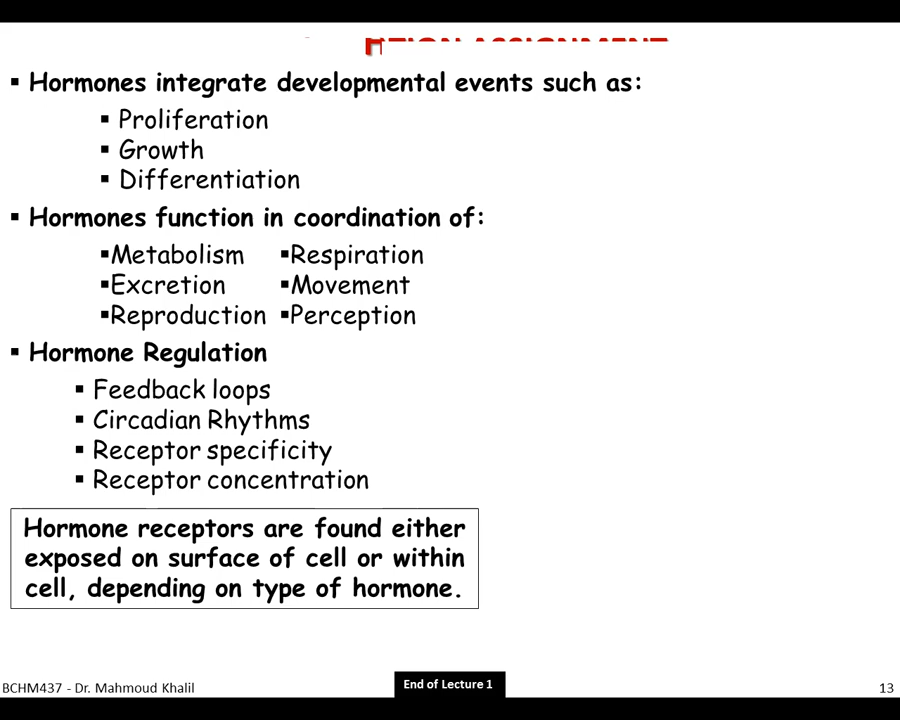 ASSIGNMENT
▪ Hormones integrate developmental events such as:
▪ Proliferation
▪ Growth
▪ Differentiation
▪ Hormones function in coordination of:
▪Metabolism ▪Respiration
▪Excretion ▪Movement
▪Reproduction ▪Perception
▪ Hormone Regulation
▪ Feedback loops
▪ Circadian Rhythms
▪ Receptor specificity
▪ Receptor concentration
Hormone receptors are found either
exposed on surface of cell or within
cell, depending on type of hormone.
BCHM437 - Dr. Mahmoud Khalil
End of Lecture 1
13